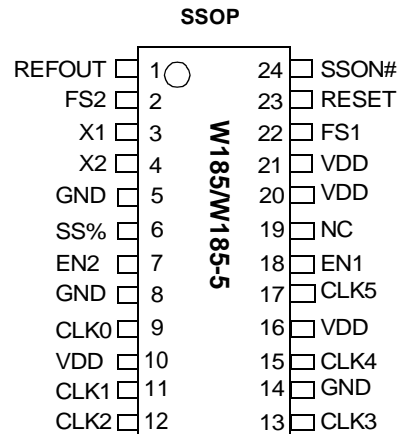 SSOP
REFOUT 1 24 SSON#
FS2 2 23 RESET
X1 3 22 FS1
X2 4 21 VDD
GND 5 20 VDD
SS% 6 19 NC
EN2 7 18 EN1
GND 8 17 CLK5
CLK0 9 16 VDD
VDD 10 15 CLK4
CLK1 11 14 GND
CLK2 12 13 CLK3
W185/W185-5